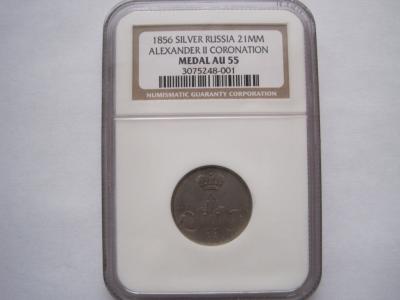 1856 SILVER RUSSIA 21MM
ALEXANDER II CORONATION
MEDAL AU 55
3075248-001
NUMISMATIC GUARANTY CORPORATION